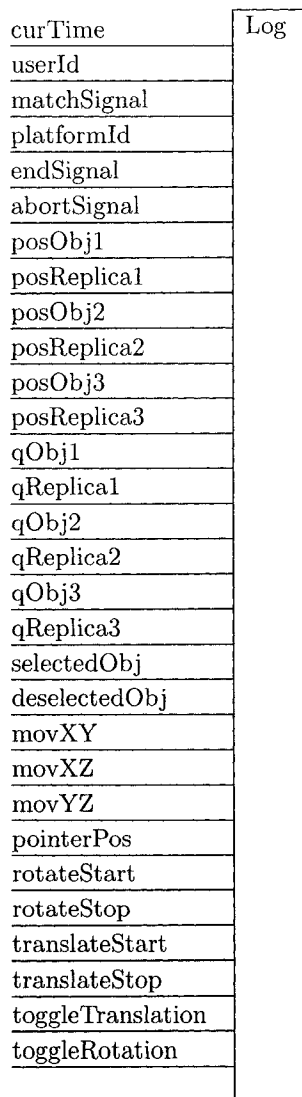 curTime
Log
userId
matchSignal
platformId
endSignal
abortSignal
posObj1
posReplica1
posObj2
posReplica2
posObj3
posReplica3
qObj1
qReplica1
qObj2
qReplica2
qObj3
qReplica3
selectedObj
deselectedObj
movXY
movXZ
movYZ
pointerPos
rotateStart
rotateStop
translateStart
translateStop
toggleTranslation
toggleRotation